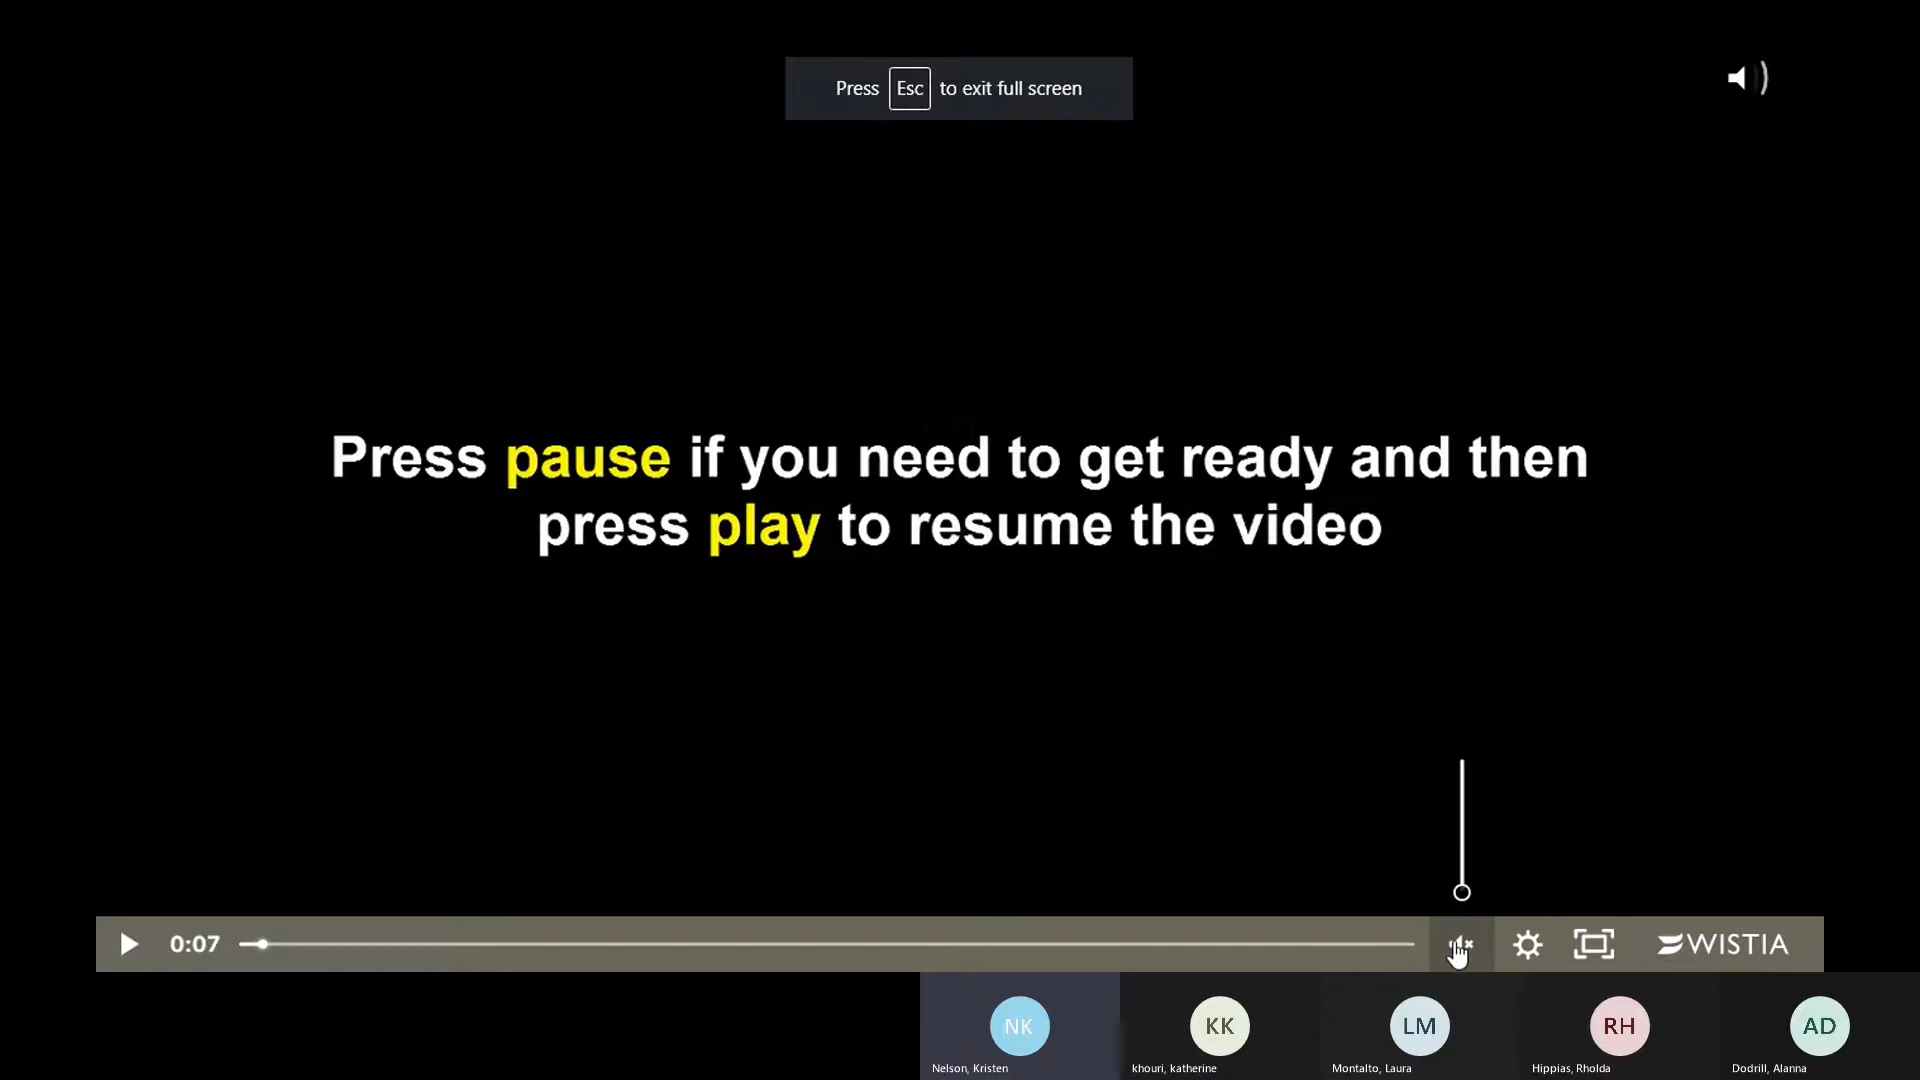 Press Esc to exit full screen
Press pause if you need to get ready and then
press play to resume the video
0:07
WISTIA
NK
KK
LM
RH
AD
Nelson, Kristen
khouri, katherine
Montalto, Laura
Hippias, Rholda
Dodrill, Alanna